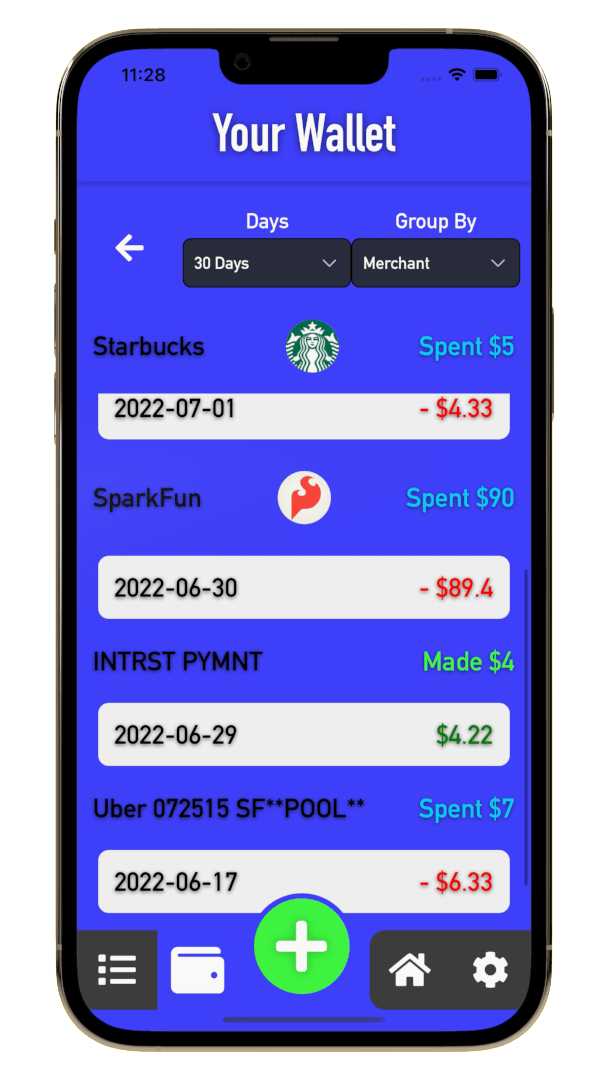 11:28
Your Wallet
Days Group By
30 Days Merchant
Starbucks Spent $5
2022-07-01 - $4.33
SparkFun Spent $90
2022-06-30 - $89.4
INTRST PYMNT Made $4
2022-06-29 $4.22
Uber 072515 SF**POOL** Spent $7
2022-06-17 - $6.33